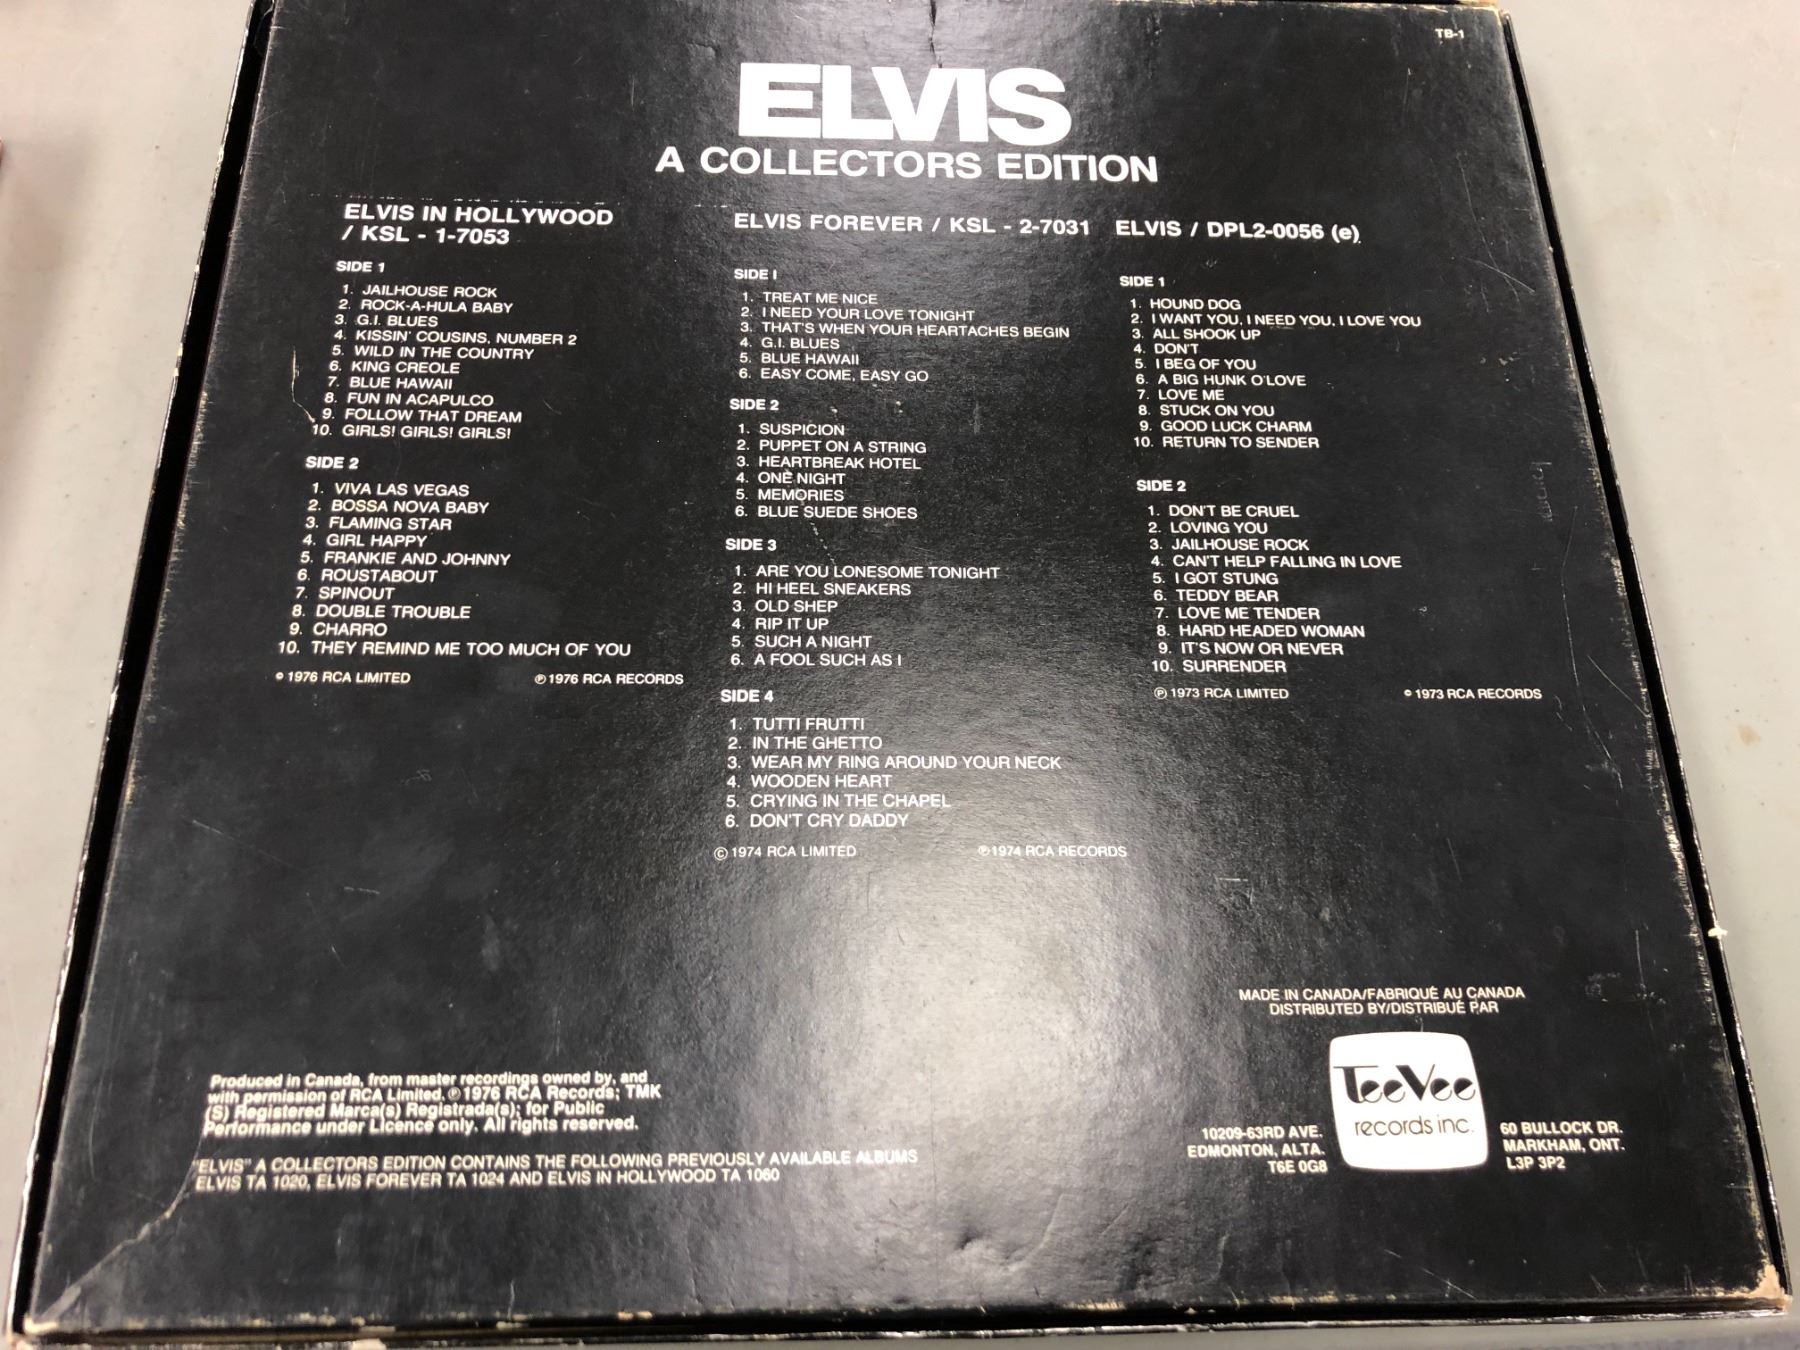 TB-1
ELVIS
A COLLECTORS EDITION
ELVIS IN HOLLYWOOD
/ KSL - 1-7053
SIDE 1
1. JAILHOUSE ROCK
2. ROCK-A-HULA BABY
3. G.I. BLUES
4. KISSIN' COUSINS, NUMBER 2
5. WILD IN THE COUNTRY
6. KING CREOLE
7. BLUE HAWAII
8. FUN IN ACAPULCO
9. FOLLOW THAT DREAM
10. GIRLS! GIRLS! GIRLS!
SIDE 2
1. VIVA LAS VEGAS
2. BOSSA NOVA BABY
3. FLAMING STAR
4. GIRL HAPPY
5. FRANKIE AND JOHNNY
6. ROUSTABOUT
7. SPINOUT
8. DOUBLE TROUBLE
9. CHARRO
10. THEY REMIND ME TOO MUCH OF YOU
© 1976 RCA LIMITED ℗ 1976 RCA RECORDS
ELVIS FOREVER / KSL - 2-7031
SIDE I
1. TREAT ME NICE
2. I NEED YOUR LOVE TONIGHT
3. THAT'S WHEN YOUR HEARTACHES BEGIN
4. G.I. BLUES
5. BLUE HAWAII
6. EASY COME, EASY GO
SIDE 2
1. SUSPICION
2. PUPPET ON A STRING
3. HEARTBREAK HOTEL
4. ONE NIGHT
5. MEMORIES
6. BLUE SUEDE SHOES
SIDE 3
1. ARE YOU LONESOME TONIGHT
2. HI HEEL SNEAKERS
3. OLD SHEP
4. RIP IT UP
5. SUCH A NIGHT
6. A FOOL SUCH AS I
SIDE 4
1. TUTTI FRUTTI
2. IN THE GHETTO
3. WEAR MY RING AROUND YOUR NECK
4. WOODEN HEART
5. CRYING IN THE CHAPEL
6. DON'T CRY DADDY
© 1974 RCA LIMITED ℗ 1974 RCA RECORDS
ELVIS / DPL2-0056 (e)
SIDE 1
1. HOUND DOG
2. I WANT YOU, I NEED YOU, I LOVE YOU
3. ALL SHOOK UP
4. DON'T
5. I BEG OF YOU
6. A BIG HUNK O'LOVE
7. LOVE ME
8. STUCK ON YOU
9. GOOD LUCK CHARM
10. RETURN TO SENDER
SIDE 2
1. DON'T BE CRUEL
2. LOVING YOU
3. JAILHOUSE ROCK
4. CAN'T HELP FALLING IN LOVE
5. I GOT STUNG
6. TEDDY BEAR
7. LOVE ME TENDER
8. HARD HEADED WOMAN
9. IT'S NOW OR NEVER
10. SURRENDER
℗ 1973 RCA LIMITED © 1973 RCA RECORDS
MADE IN CANADA/FABRIQUÉ AU CANADA
DISTRIBUTED BY/DISTRIBUÉ PAR
TeeVee
records inc.
10209-63RD AVE.
EDMONTON, ALTA.
T6E 0G8
60 BULLOCK DR.
MARKHAM, ONT.
L3P 3P2
Produced in Canada, from master recordings owned by, and
with permission of RCA Limited, ℗ 1976 RCA Records; TMK
(S) Registered Marca(s) Registrada(s); for Public
Performance under Licence only. All rights reserved.
"ELVIS" A COLLECTORS EDITION CONTAINS THE FOLLOWING PREVIOUSLY AVAILABLE ALBUMS
ELVIS TA 1020, ELVIS FOREVER TA 1024 AND ELVIS IN HOLLYWOOD TA 1060